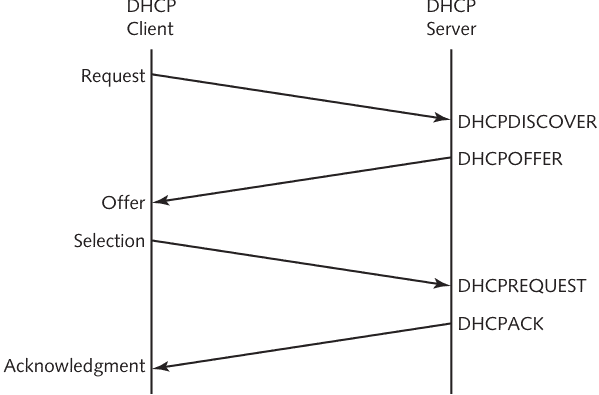 DHCP
Client
DHCP
Server
Request
DHCPDISCOVER
DHCPOFFER
Offer
Selection
DHCPREQUEST
DHCPACK
Acknowledgment